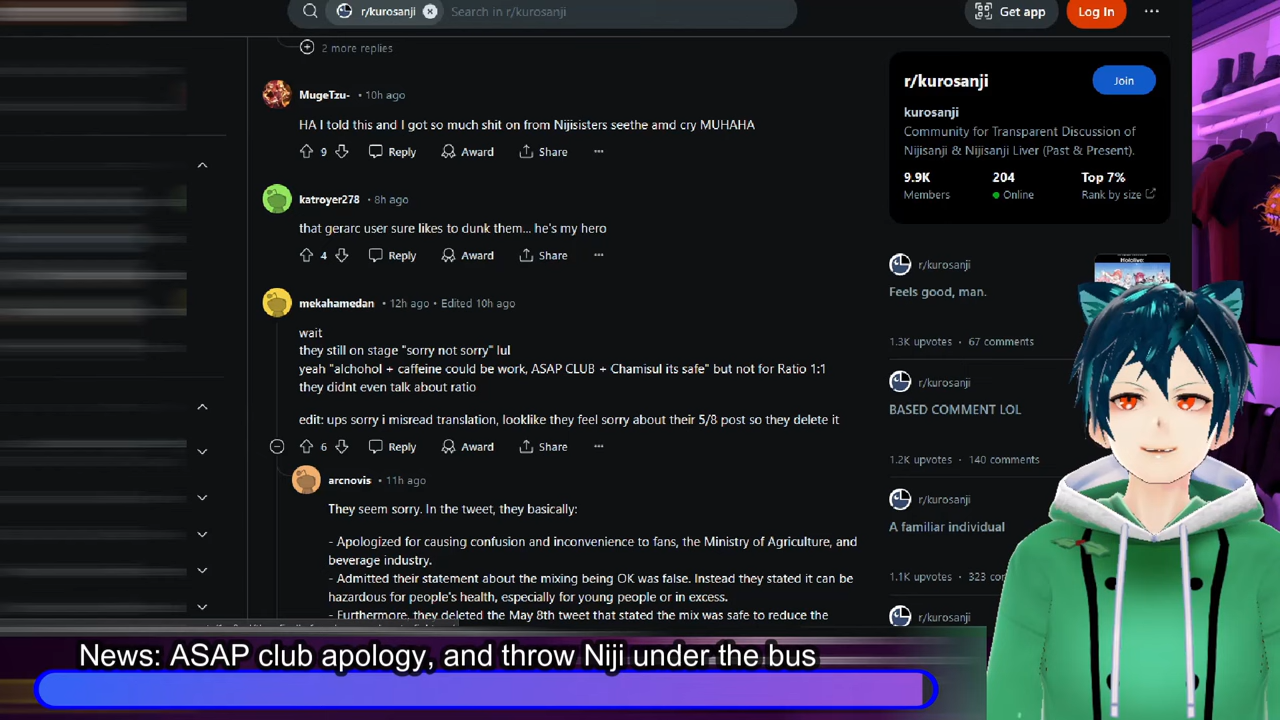 r/kurosanji
Search in r/kurosanji
Get app
Log In
2 more replies
MugeTzu- • 10h ago
HA I told this and I got so much shit on from Nijisisters seethe amd cry MUHAHA
9 Reply Award Share
katroyer278 • 8h ago
that gerarc user sure likes to dunk them... he's my hero
4 Reply Award Share
mekahamedan • 12h ago • Edited 10h ago
wait
they still on stage "sorry not sorry" lul
yeah "alchohol + caffeine could be work, ASAP CLUB + Chamisul its safe" but not for Ratio 1:1
they didnt even talk about ratio
edit: ups sorry i misread translation, looklike they feel sorry about their 5/8 post so they delete it
6 Reply Award Share
arcnovis • 11h ago
They seem sorry. In the tweet, they basically:
- Apologized for causing confusion and inconvenience to fans, the Ministry of Agriculture, and
beverage industry.
- Admitted their statement about the mixing being OK was false. Instead they stated it can be
hazardous for people's health, especially for young people or in excess.
- Furthermore, they deleted the May 8th tweet that stated the mix was safe to reduce the
r/kurosanji
Join
kurosanji
Community for Transparent Discussion of
Nijisanji & Nijisanji Liver (Past & Present).
9.9K 204 Top 7%
Members Online Rank by size
r/kurosanji
Feels good, man.
1.3K upvotes • 67 comments
r/kurosanji
BASED COMMENT LOL
1.2K upvotes • 140 comments
r/kurosanji
A familiar individual
1.1K upvotes • 323 co
r/kurosanji
News: ASAP club apology, and throw Niji under the bus